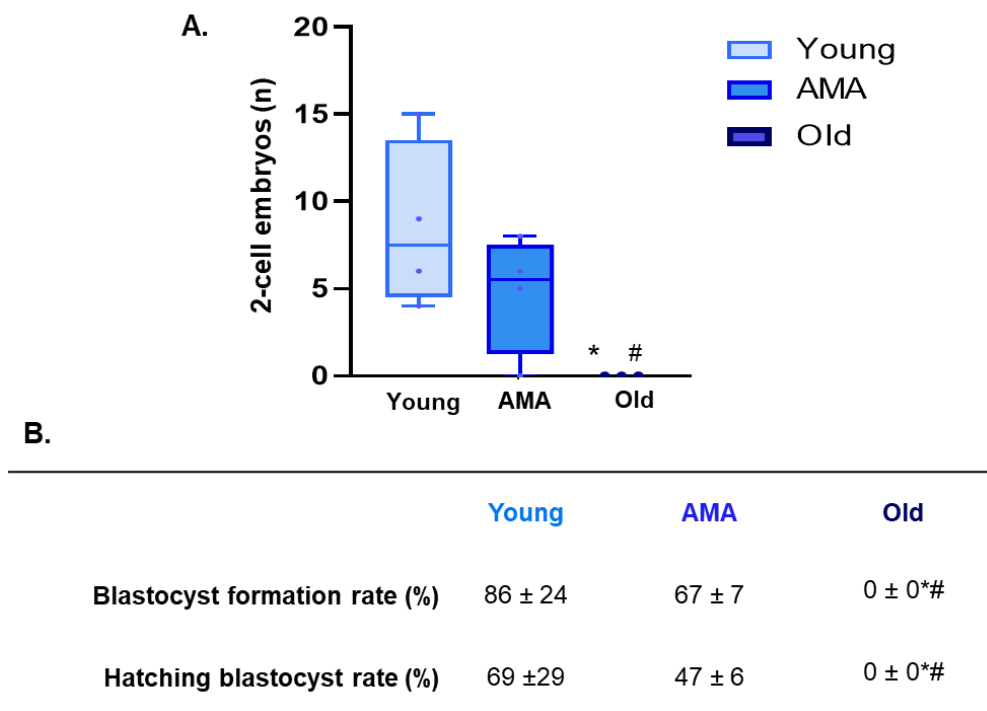 A.
2-cell embryos (n)
20
15
10
5
0
* #
Young AMA Old
Young
AMA
Old
B.
Young AMA Old
Blastocyst formation rate (%) 86 ± 24 67 ± 7 0 ± 0*#
Hatching blastocyst rate (%) 69 ±29 47 ± 6 0 ± 0*#